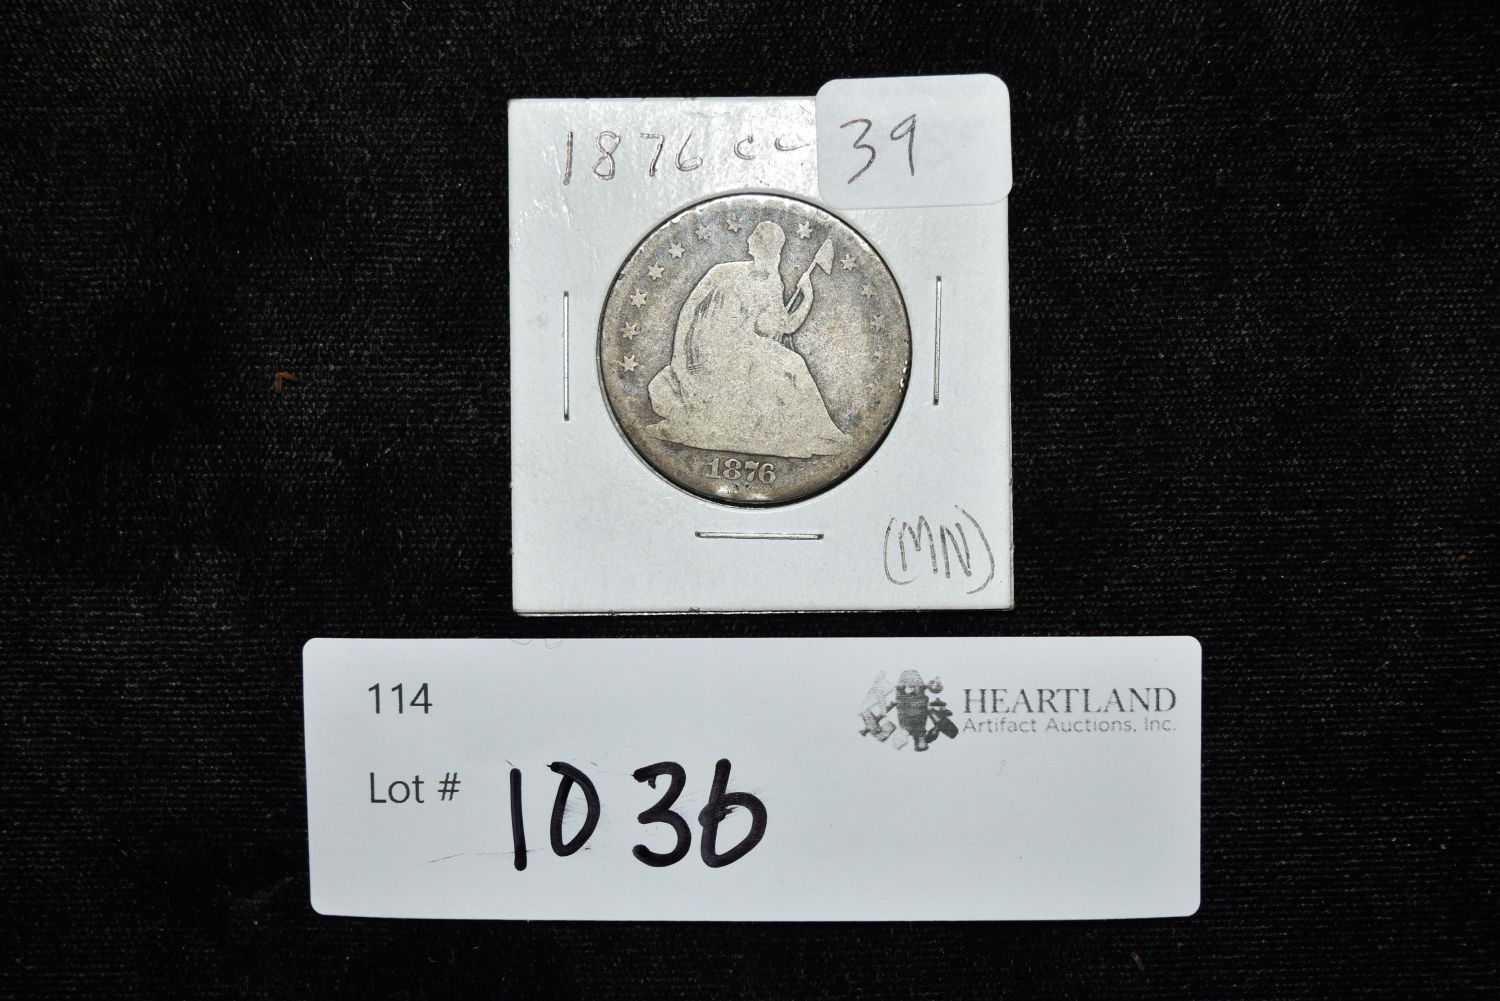 1876 cc
39
1876
(MN)
114
HEARTLAND
Artifact Auctions, Inc.
Lot # 1036